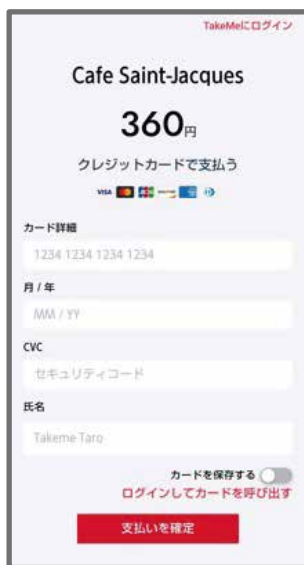 TakeMeにログイン
Cafe Saint-Jacques
360円
クレジットカードで支払う
VISA
カード詳細
1234 1234 1234 1234
月 / 年
MM / YY
CVC
セキュリティコード
氏名
Takeme Taro
カードを保存する
ログインしてカードを呼び出す
支払いを確定